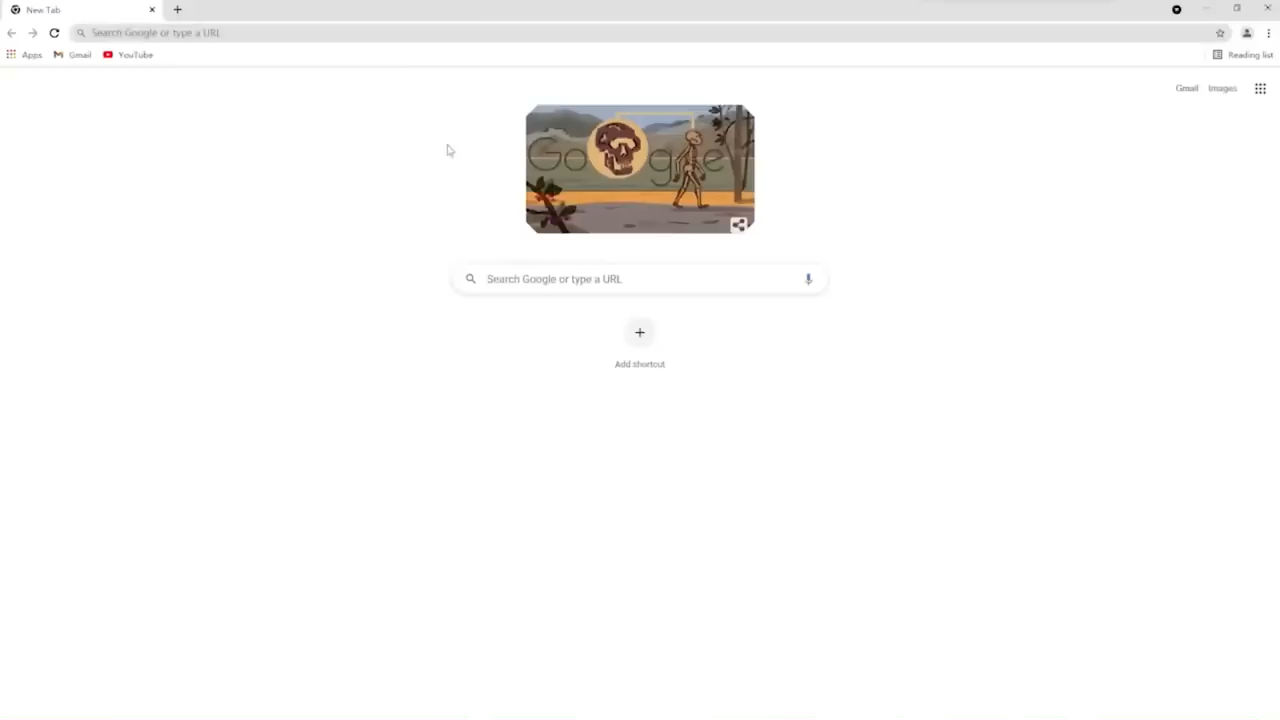 New Tab
Search Google or type a URL
Apps Gmail YouTube Reading list
Gmail Images
Google
Search Google or type a URL
Add shortcut